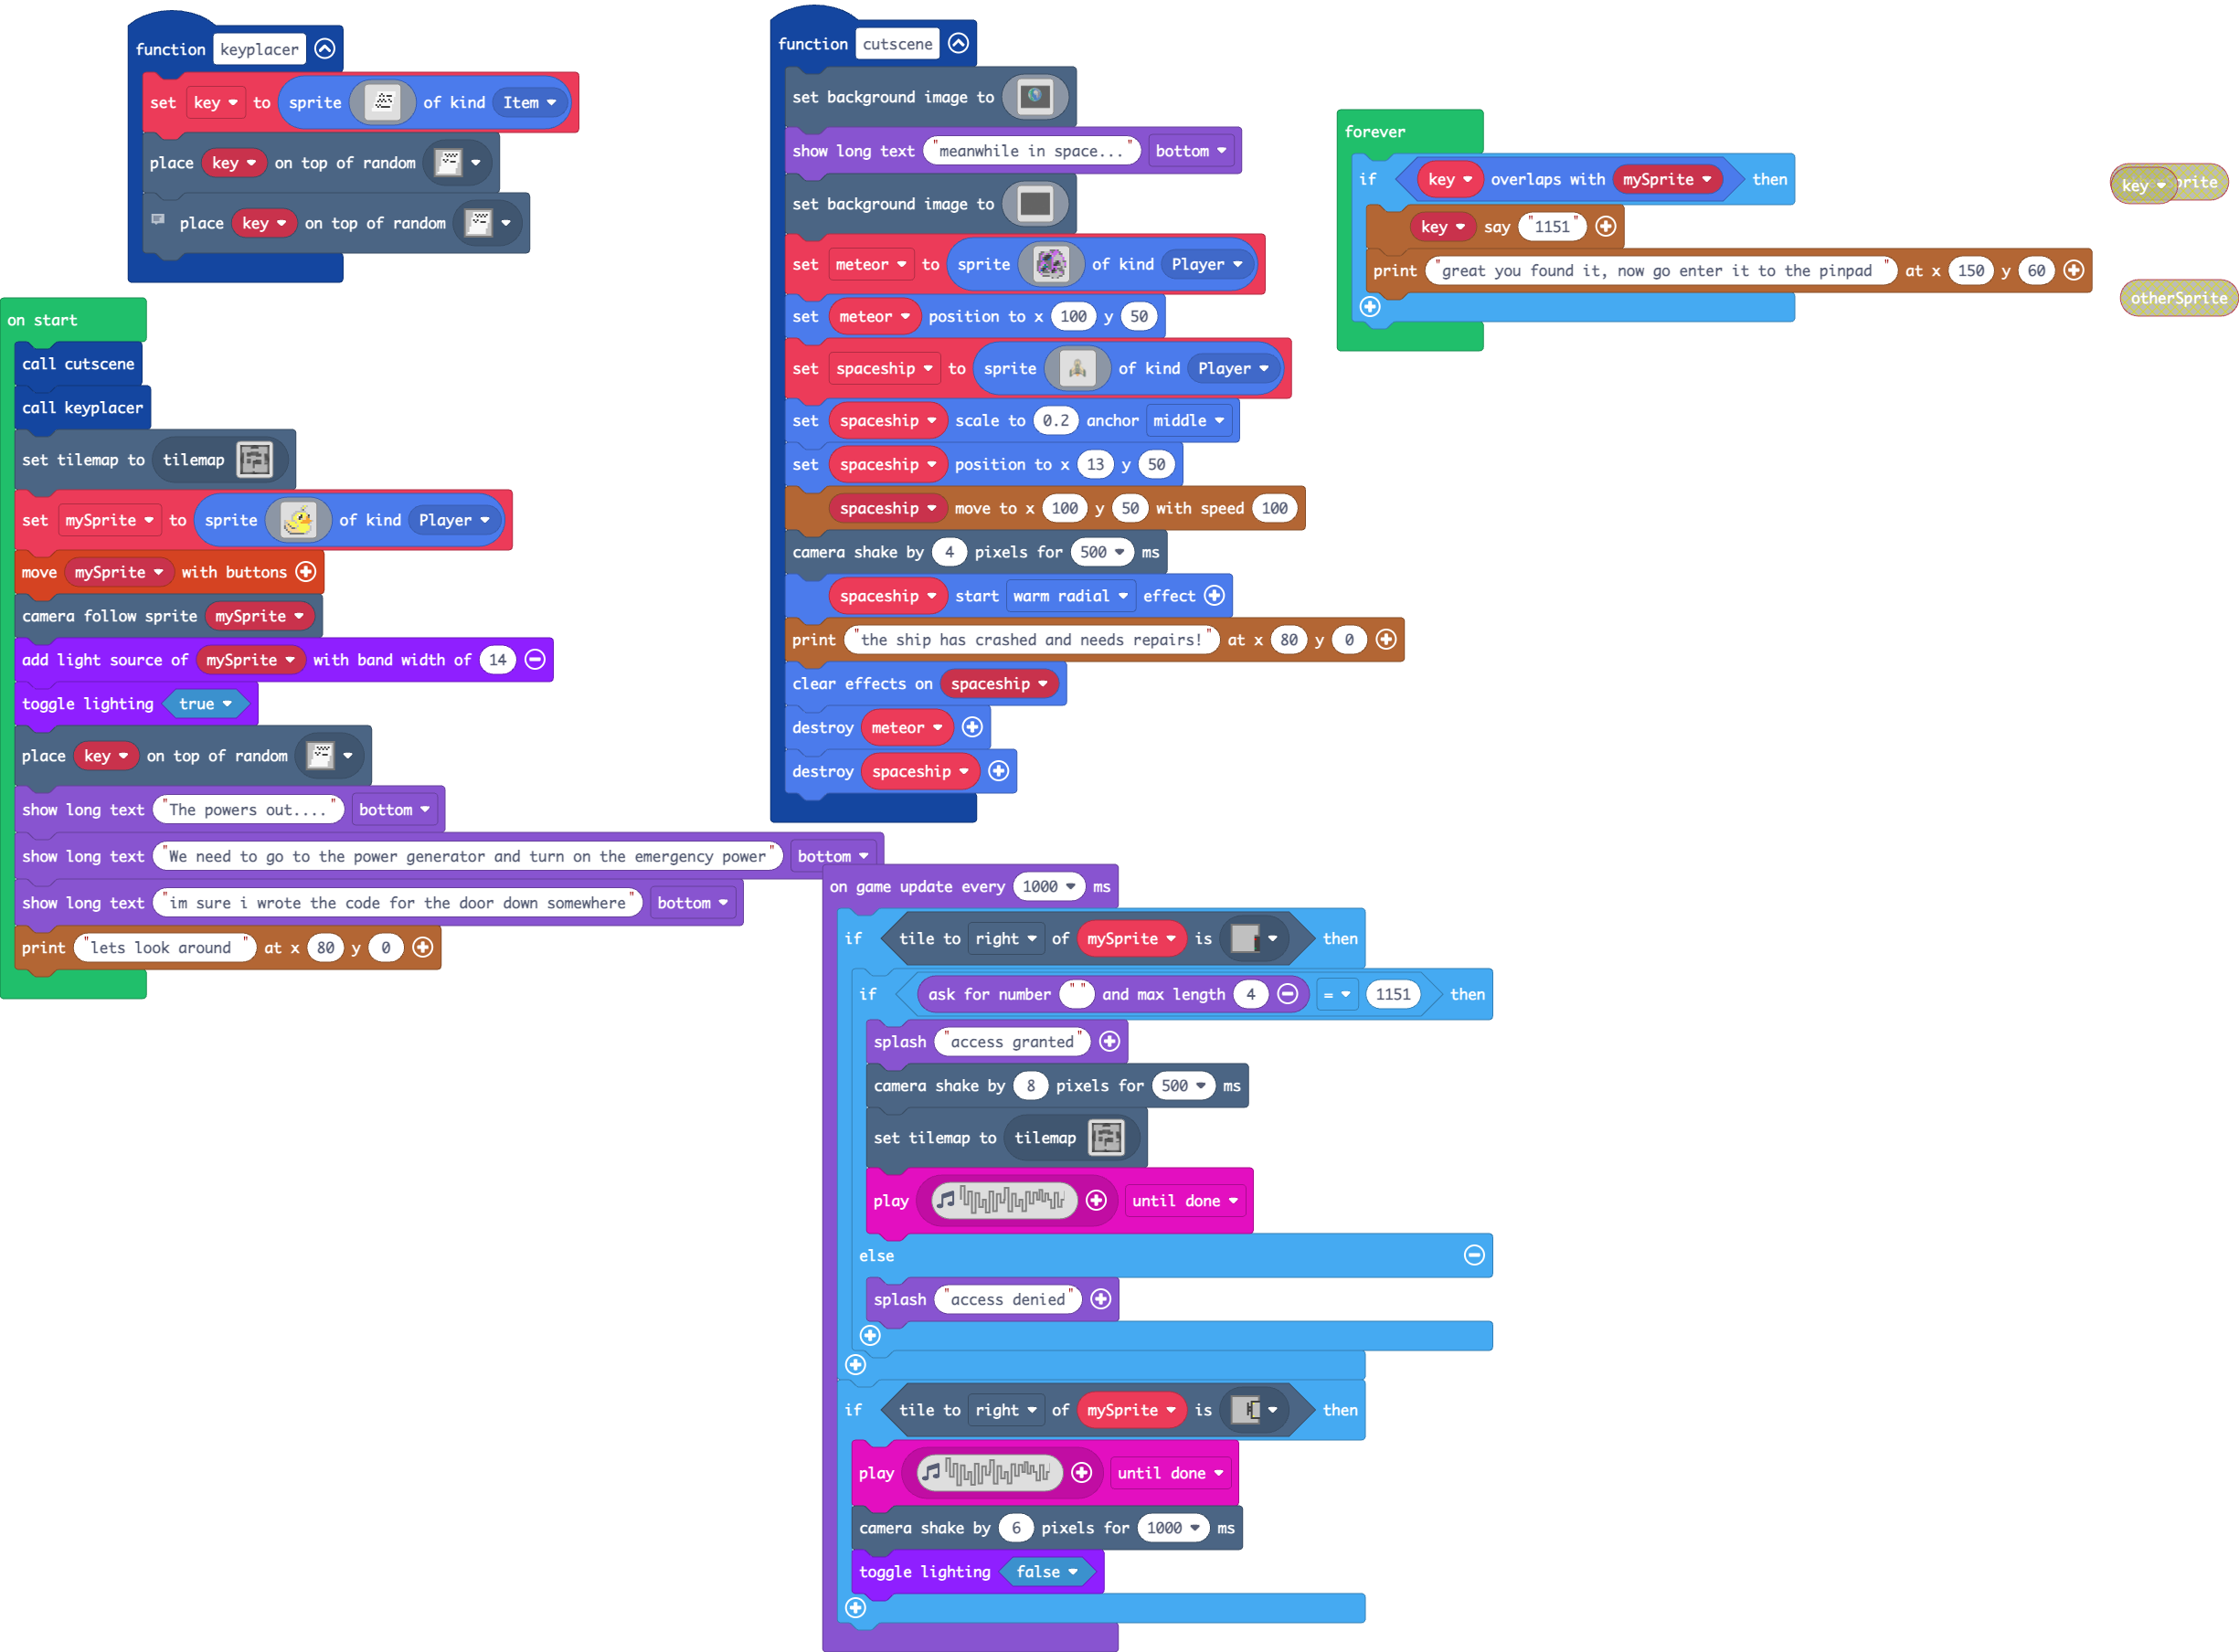 function keyplacer
set key to sprite of kind Item
place key on top of random
place key on top of random
on start
call cutscene
call keyplacer
set tilemap to tilemap
set mySprite to sprite of kind Player
move mySprite with buttons
camera follow sprite mySprite
add light source of mySprite with band width of 14
toggle lighting true
place key on top of random
show long text "The powers out...." bottom
show long text "We need to go to the power generator and turn on the emergency power" bottom
show long text "im sure i wrote the code for the door down somewhere" bottom
print "lets look around " at x 80 y 0
function cutscene
set background image to
show long text "meanwhile in space..." bottom
set background image to
set meteor to sprite of kind Player
set meteor position to x 100 y 50
set spaceship to sprite of kind Player
set spaceship scale to 0.2 anchor middle
set spaceship position to x 13 y 50
spaceship move to x 100 y 50 with speed 100
camera shake by 4 pixels for 500 ms
spaceship start warm radial effect
print "the ship has crashed and needs repairs!" at x 80 y 0
clear effects on spaceship
destroy meteor
destroy spaceship
on game update every 1000 ms
if tile to right of mySprite is then
if ask for number "" and max length 4 = 1151 then
splash "access granted"
camera shake by 8 pixels for 500 ms
set tilemap to tilemap
play until done
else
splash "access denied"
if tile to right of mySprite is then
play until done
camera shake by 6 pixels for 1000 ms
toggle lighting false
forever
if key overlaps with mySprite then
key say "1151"
print "great you found it, now go enter it to the pinpad " at x 150 y 60
key
otherSprite